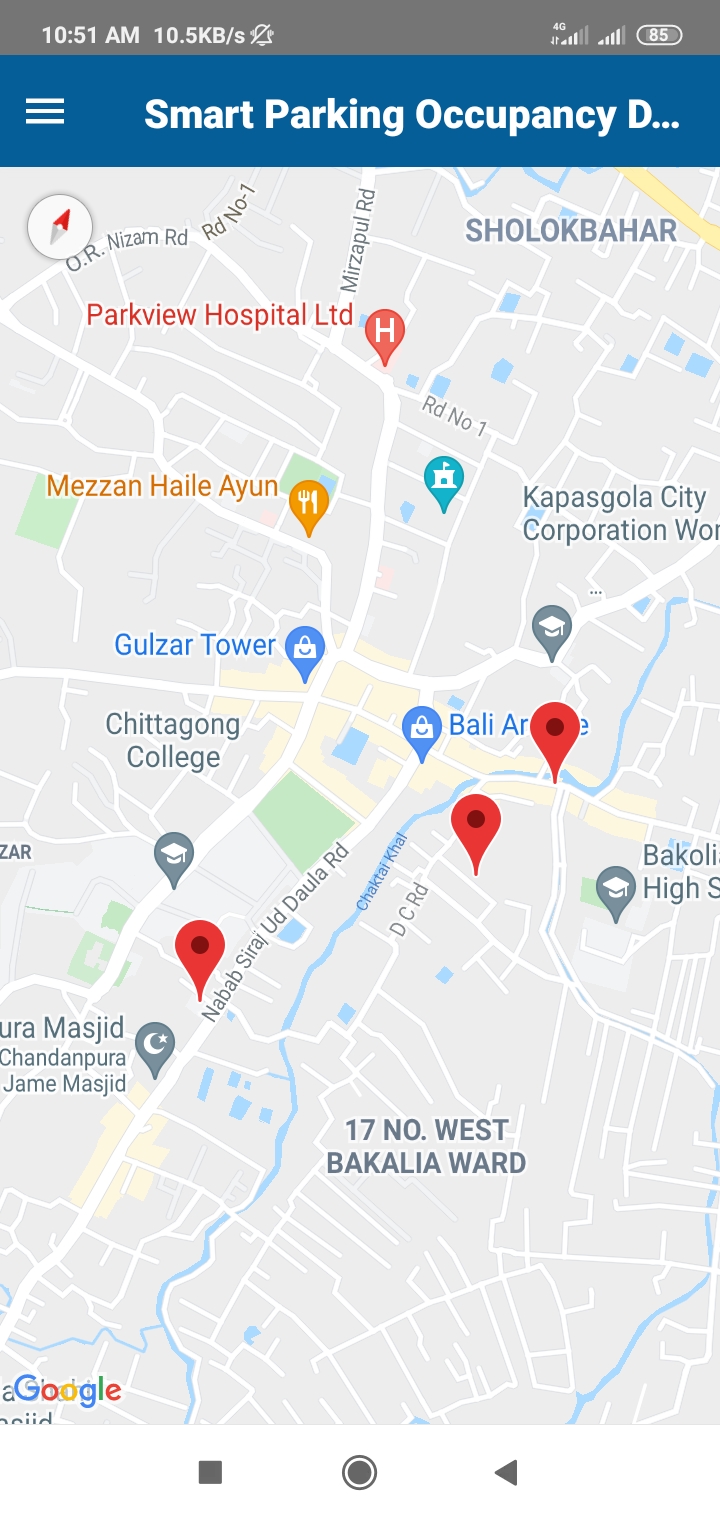 10:51 AM 10.5KB/s
4G
85
Smart Parking Occupancy D...
Rd No-1
O.R. Nizam Rd
Mirzapul Rd
SHOLOKBAHAR
Parkview Hospital Ltd
H
Rd No 1
Mezzan Haile Ayun
Kapasgola City
Corporation Wor
...
Gulzar Tower
Chittagong
College
Bali Ar e
ZAR
Bakolia
High S
Chaktai Khal
D C Rd
Nabab Siraj Ud Daula Rd
ura Masjid
Chandanpura
Jame Masjid
17 NO. WEST
BAKALIA WARD
Google